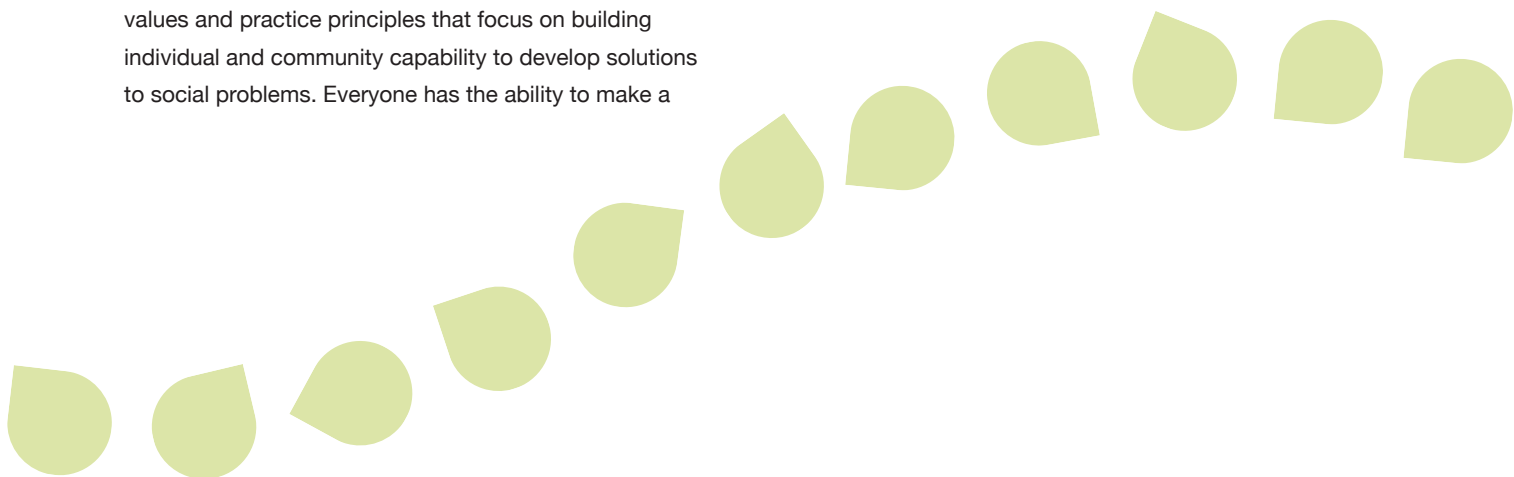 values and practice principles that focus on building
individual and community capability to develop solutions
to social problems. Everyone has the ability to make a